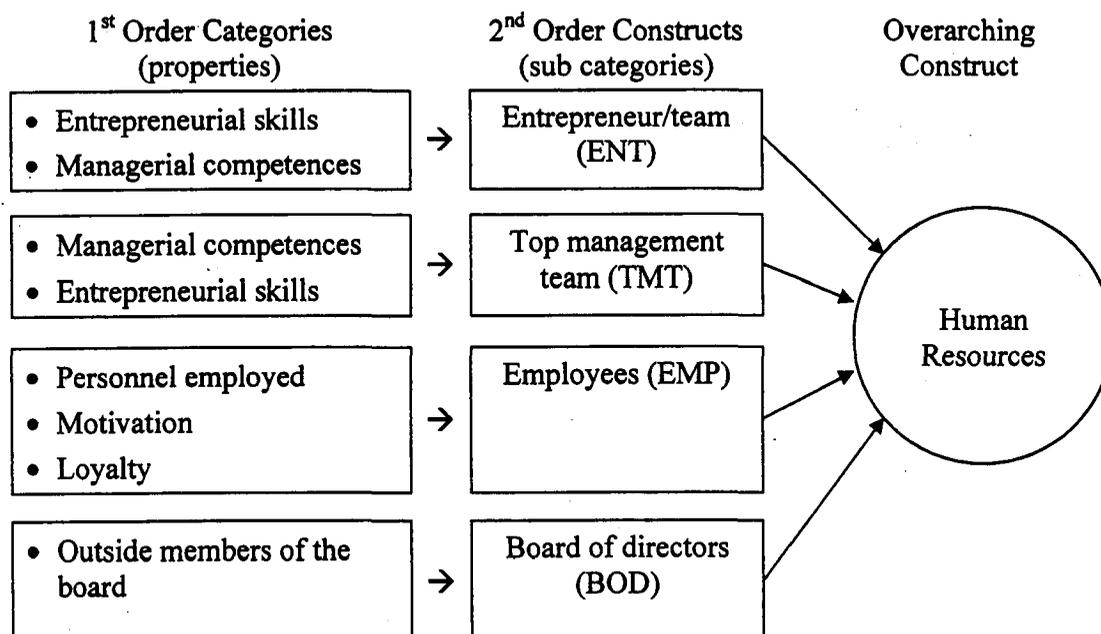 1st Order Categories
(properties)
2nd Order Constructs
(sub categories)
Overarching
Construct
• Entrepreneurial skills
• Managerial competences
→
Entrepreneur/team
(ENT)
• Managerial competences
• Entrepreneurial skills
→
Top management
team (TMT)
• Personnel employed
• Motivation
• Loyalty
→
Employees (EMP)
• Outside members of the
board
→
Board of directors
(BOD)
Human
Resources